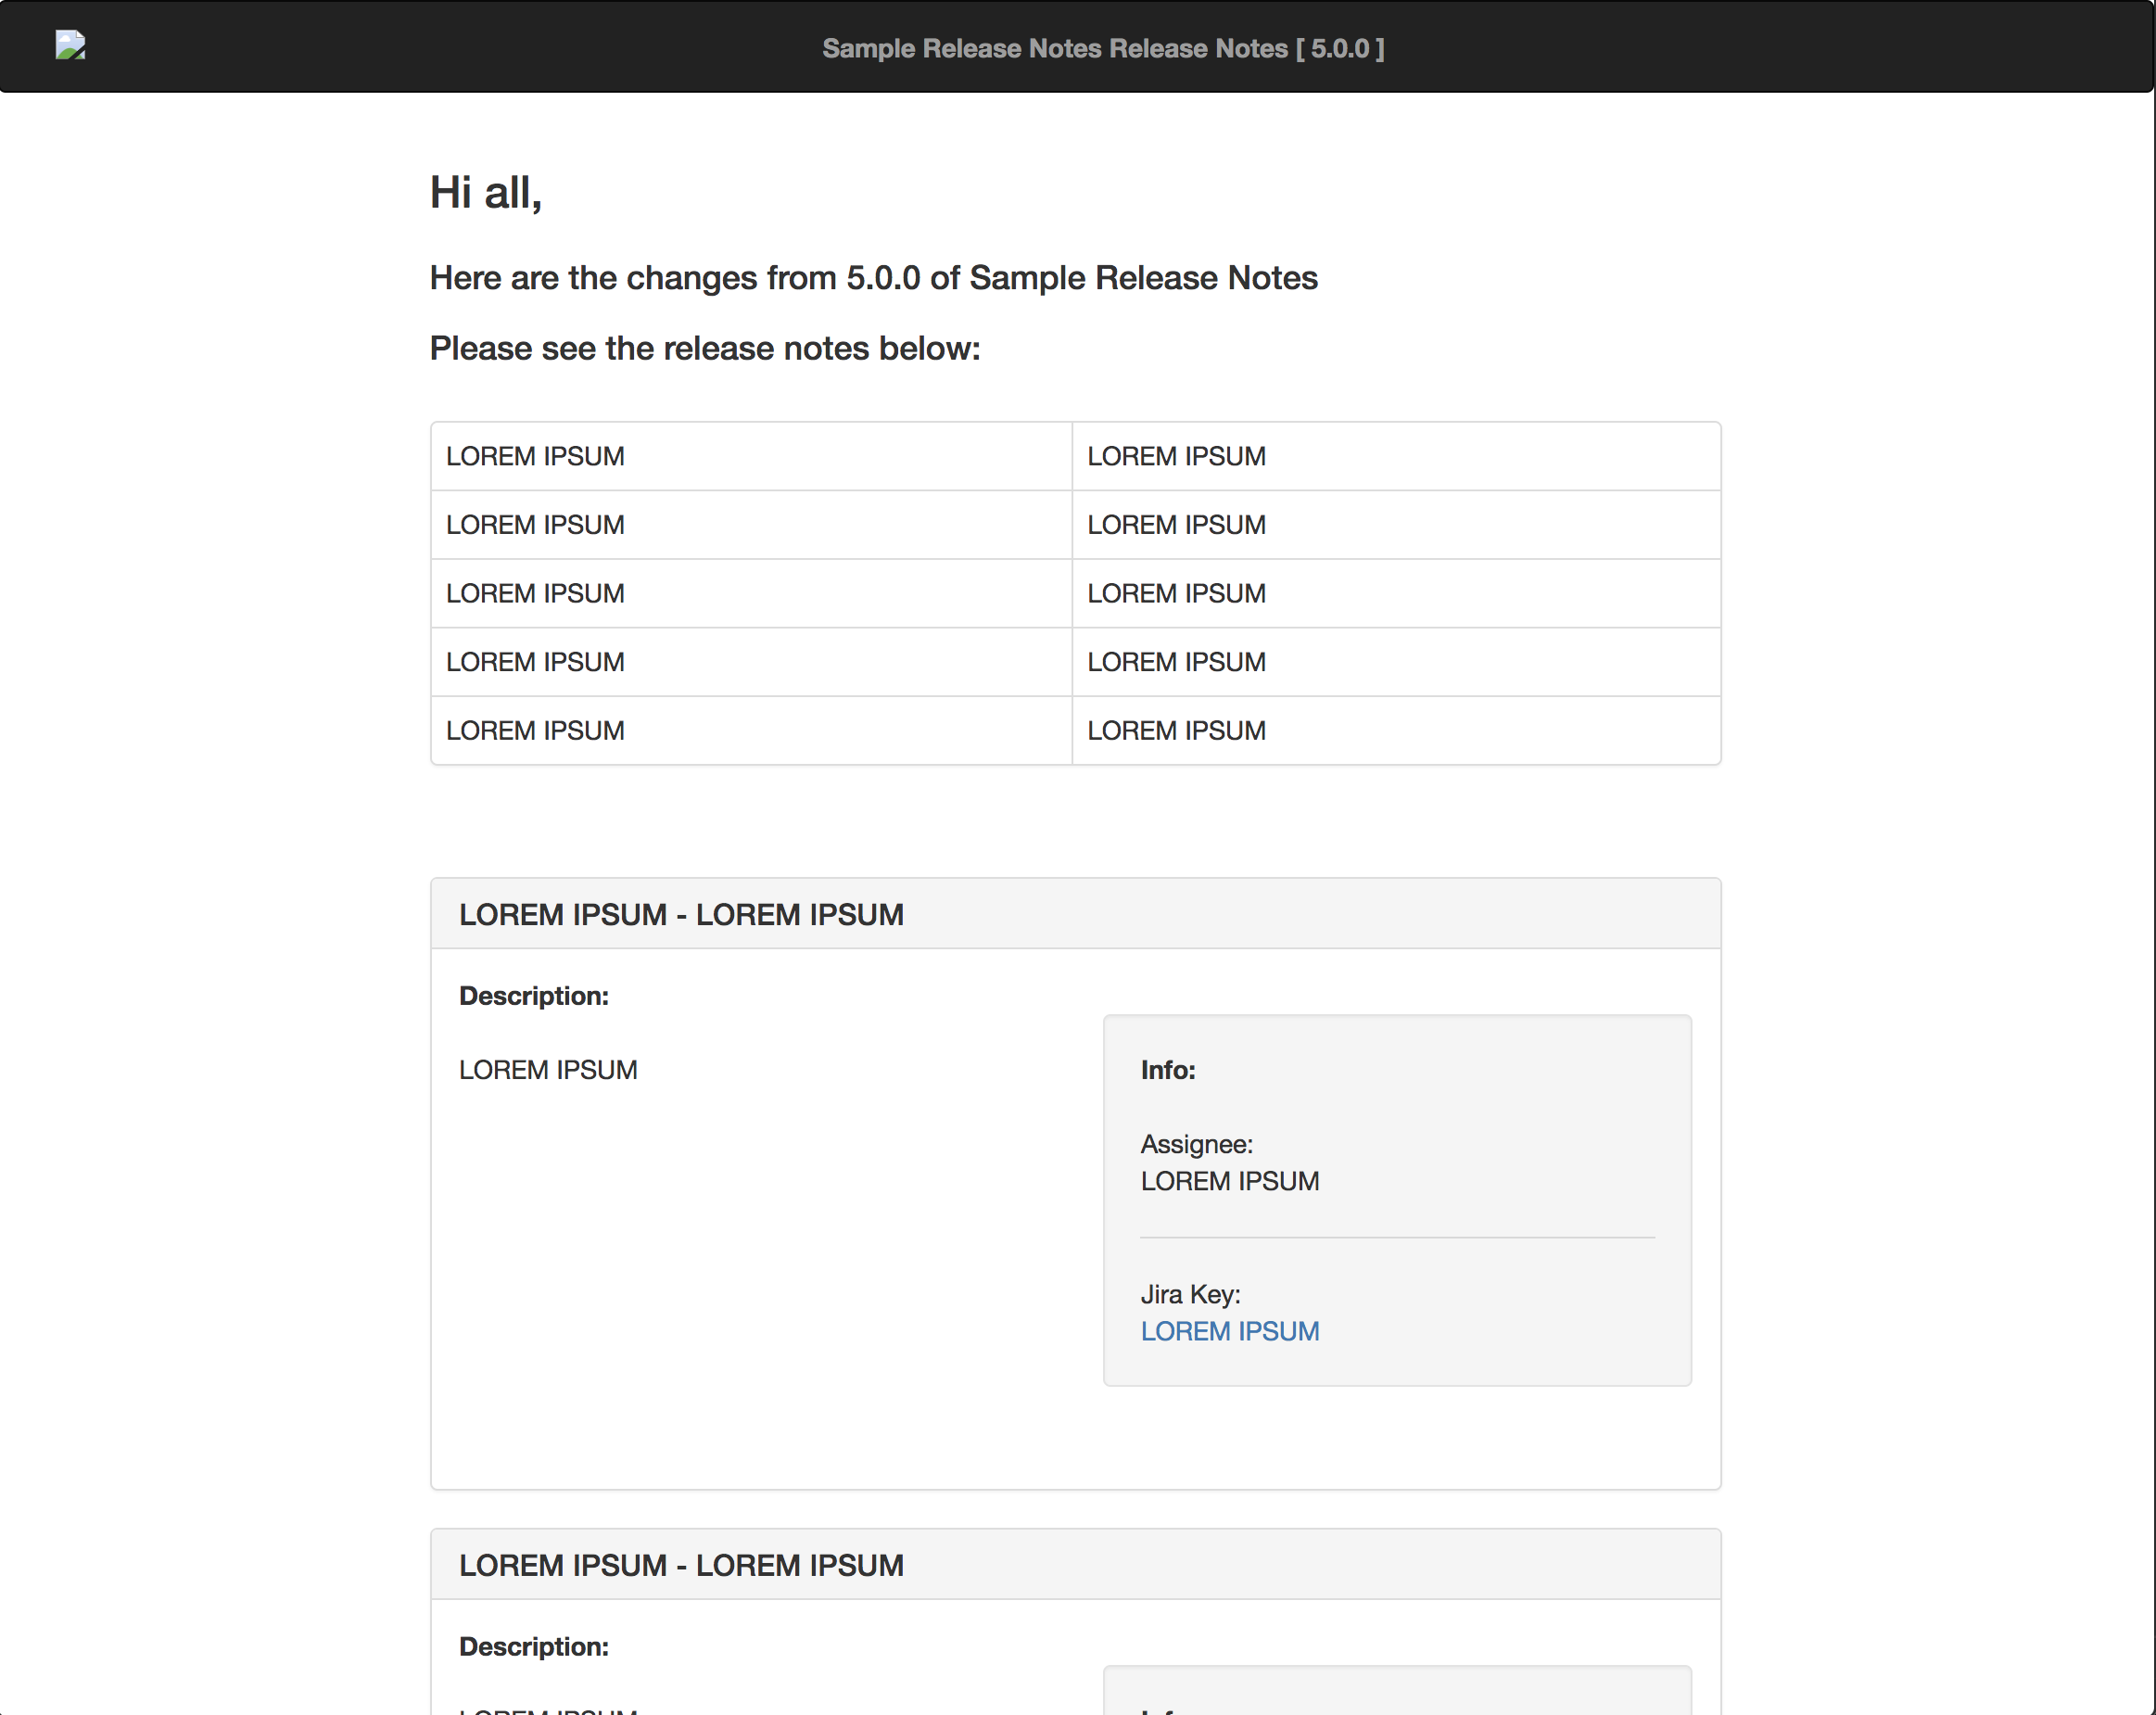 Sample Release Notes Release Notes [ 5.0.0 ]
Hi all,
Here are the changes from 5.0.0 of Sample Release Notes
Please see the release notes below:
LOREM IPSUM LOREM IPSUM
LOREM IPSUM LOREM IPSUM
LOREM IPSUM LOREM IPSUM
LOREM IPSUM LOREM IPSUM
LOREM IPSUM LOREM IPSUM
LOREM IPSUM - LOREM IPSUM
Description:
LOREM IPSUM
Info:
Assignee:
LOREM IPSUM
Jira Key:
LOREM IPSUM
LOREM IPSUM - LOREM IPSUM
Description: